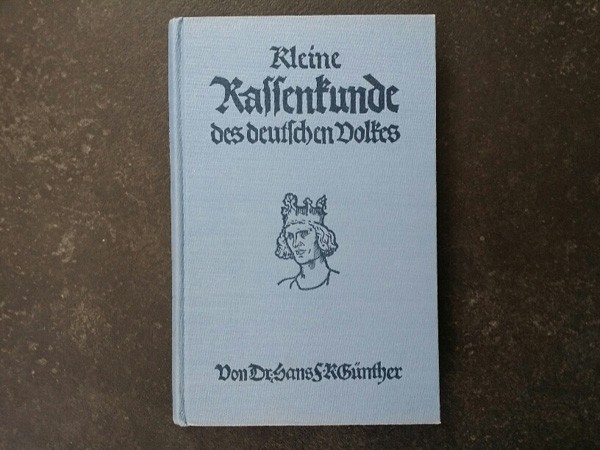 Kleine
Rassenkunde
des deutschen Volkes
Von Dr. Hans F. K. Günther